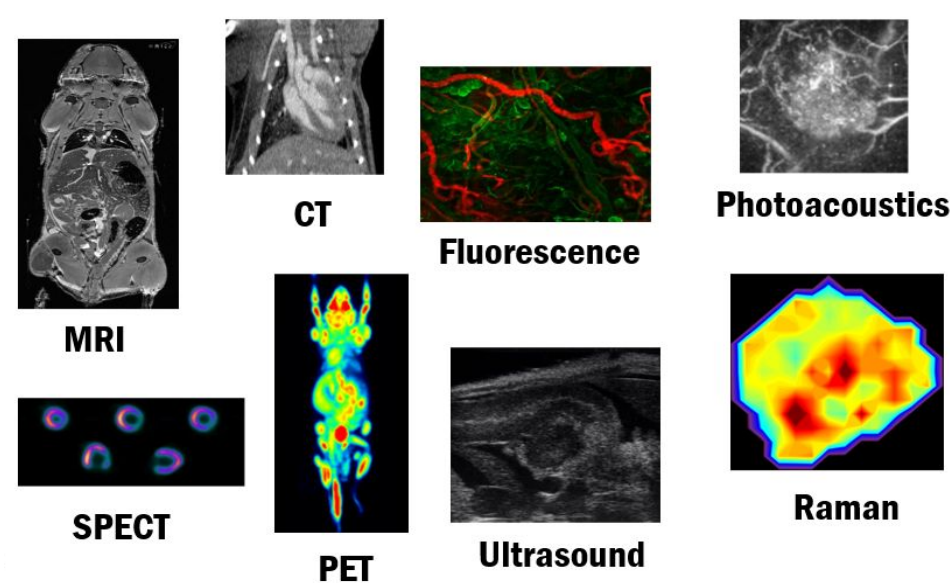 CT
Photoacoustics
Fluorescence
MRI
SPECT
PET
Ultrasound
Raman